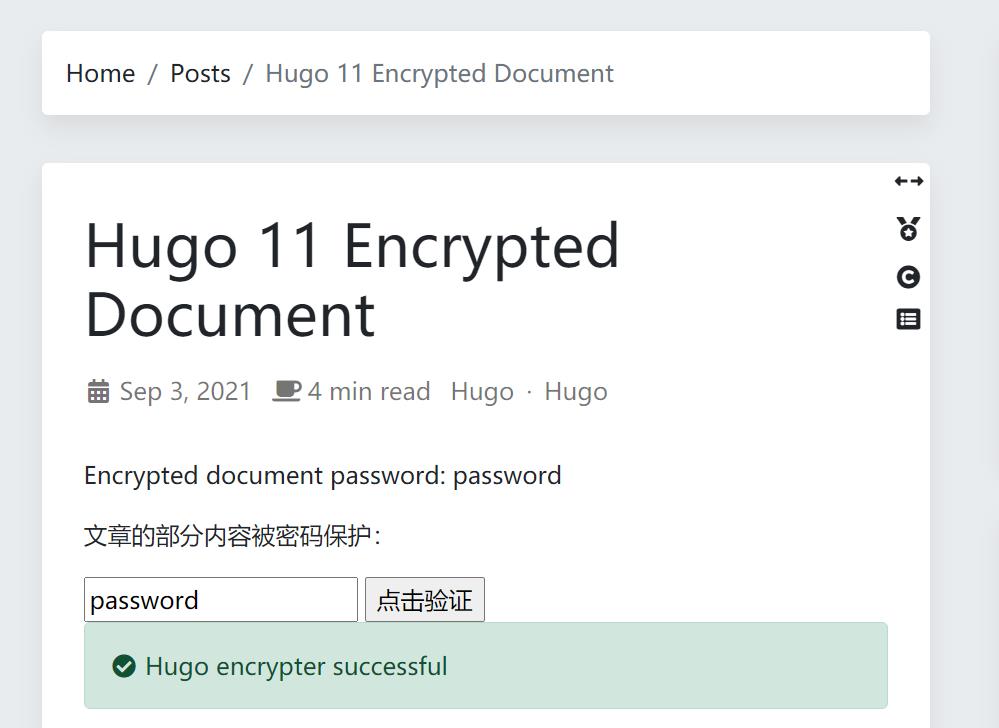 Home / Posts / Hugo 11 Encrypted Document
Hugo 11 Encrypted
Document
Sep 3, 2021 4 min read Hugo · Hugo
Encrypted document password: password
文章的部分内容被密码保护：
password 点击验证
Hugo encrypter successful